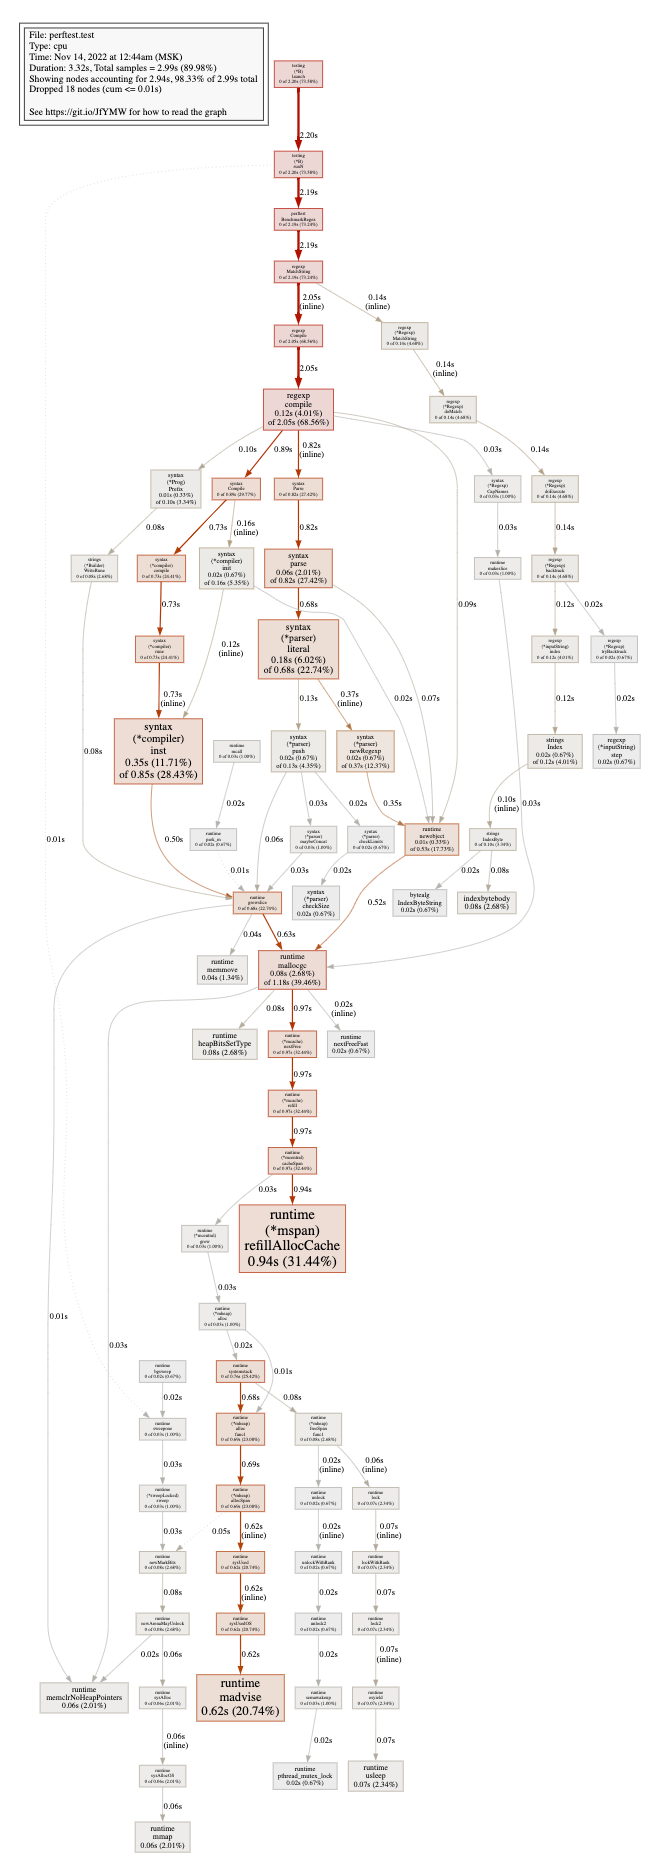 File: perftest.test
Type: cpu
Time: Nov 14, 2022 at 12:44am (MSK)
Duration: 3.32s, Total samples = 2.99s (89.98%)
Showing nodes accounting for 2.94s, 98.33% of 2.99s total
Dropped 18 nodes (cum <= 0.01s)
See https://git.io/JfYMW for how to read the graph
testing
(*B)
launch
0 of 2.20s (73.58%)
2.20s
testing
(*B)
runN
0 of 2.20s (73.58%)
2.19s
perftest
BenchmarkRegex
0 of 2.19s (73.24%)
2.19s
regexp
MatchString
0 of 2.19s (73.24%)
2.05s
(inline)
0.14s
(inline)
regexp
Compile
0 of 2.05s (68.56%)
regexp
(*Regexp)
MatchString
0 of 0.14s (4.68%)
2.05s
0.14s
(inline)
regexp
compile
0.12s (4.01%)
of 2.05s (68.56%)
regexp
(*Regexp)
doMatch
0 of 0.14s (4.68%)
0.10s
0.89s
0.82s
(inline)
0.03s
0.14s
syntax
(*Prog)
Prefix
0.01s (0.33%)
of 0.10s (3.34%)
syntax
Compile
0 of 0.89s (29.77%)
syntax
Parse
0 of 0.82s (27.42%)
syntax
(*Regexp)
CapNames
0 of 0.03s (1.00%)
regexp
(*Regexp)
doExecute
0 of 0.14s (4.68%)
0.08s
0.73s
0.16s
(inline)
0.82s
0.03s
0.14s
strings
(*Builder)
WriteRune
0 of 0.08s (2.68%)
syntax
(*compiler)
compile
0 of 0.73s (24.41%)
syntax
(*compiler)
init
0.02s (0.67%)
of 0.16s (5.35%)
syntax
parse
0.06s (2.01%)
of 0.82s (27.42%)
runtime
makeslice
0 of 0.03s (1.00%)
regexp
(*Regexp)
backtrack
0 of 0.14s (4.68%)
0.73s
0.68s
0.09s
0.12s
0.02s
syntax
(*compiler)
rune
0 of 0.73s (24.41%)
0.12s
(inline)
syntax
(*parser)
literal
0.18s (6.02%)
of 0.68s (22.74%)
regexp
(*inputString)
index
0 of 0.12s (4.01%)
regexp
(*Regexp)
tryBacktrack
0 of 0.02s (0.67%)
0.73s
(inline)
0.13s
0.37s
(inline)
0.02s
0.07s
0.12s
0.02s
syntax
(*compiler)
inst
0.35s (11.71%)
of 0.85s (28.43%)
runtime
mcall
0 of 0.03s (1.00%)
syntax
(*parser)
push
0.02s (0.67%)
of 0.13s (4.35%)
syntax
(*parser)
newRegexp
0.02s (0.67%)
of 0.37s (12.37%)
strings
Index
0.02s (0.67%)
of 0.12s (4.01%)
regexp
(*inputString)
step
0.02s (0.67%)
0.08s
0.02s
0.03s
0.02s
0.35s
0.10s
(inline)
0.03s
0.01s
0.50s
runtime
park_m
0 of 0.02s (0.67%)
0.06s
syntax
(*parser)
maybeConcat
0 of 0.03s (1.00%)
syntax
(*parser)
checkLimits
0 of 0.02s (0.67%)
runtime
newobject
0.01s (0.33%)
of 0.53s (17.73%)
strings
IndexByte
0 of 0.10s (3.34%)
0.01s
0.03s
0.02s
0.02s
0.08s
runtime
growslice
0 of 0.68s (22.74%)
syntax
(*parser)
checkSize
0.02s (0.67%)
0.52s
bytealg
IndexByteString
0.02s (0.67%)
indexbytebody
0.08s (2.68%)
0.04s
0.63s
runtime
memmove
0.04s (1.34%)
runtime
mallocgc
0.08s (2.68%)
of 1.18s (39.46%)
0.08s
0.97s
0.02s
(inline)
runtime
heapBitsSetType
0.08s (2.68%)
runtime
(*mcache)
nextFree
0 of 0.97s (32.44%)
runtime
nextFreeFast
0.02s (0.67%)
0.97s
runtime
(*mcache)
refill
0 of 0.97s (32.44%)
0.97s
runtime
(*mcentral)
cacheSpan
0 of 0.97s (32.44%)
0.03s
0.94s
runtime
(*mcentral)
grow
0 of 0.03s (1.00%)
runtime
(*mspan)
refillAllocCache
0.94s (31.44%)
0.03s
0.01s
0.03s
runtime
(*mheap)
alloc
0 of 0.03s (1.00%)
0.02s
0.01s
runtime
bgsweep
0 of 0.02s (0.67%)
runtime
systemstack
0 of 0.76s (25.42%)
0.02s
0.68s
0.08s
runtime
sweepone
0 of 0.03s (1.00%)
runtime
(*mheap)
alloc
func1
0 of 0.69s (23.08%)
runtime
(*mheap)
freeSpan
func1
0 of 0.08s (2.68%)
0.03s
0.69s
0.02s
(inline)
0.06s
(inline)
runtime
(*sweepLocked)
sweep
0 of 0.03s (1.00%)
runtime
(*mheap)
allocSpan
0 of 0.69s (23.08%)
runtime
unlock
0 of 0.02s (0.67%)
runtime
lock
0 of 0.07s (2.34%)
0.03s
0.05s
0.62s
(inline)
0.02s
(inline)
0.07s
(inline)
runtime
newMarkBits
0 of 0.08s (2.68%)
runtime
sysUsed
0 of 0.62s (20.74%)
runtime
unlockWithRank
0 of 0.02s (0.67%)
runtime
lockWithRank
0 of 0.07s (2.34%)
0.08s
0.62s
(inline)
0.02s
0.07s
runtime
newArenaMayUnlock
0 of 0.08s (2.68%)
runtime
sysUsedOS
0 of 0.62s (20.74%)
runtime
unlock2
0 of 0.02s (0.67%)
runtime
lock2
0 of 0.07s (2.34%)
0.02s
0.06s
0.62s
0.02s
0.07s
(inline)
runtime
memclrNoHeapPointers
0.06s (2.01%)
runtime
sysAlloc
0 of 0.06s (2.01%)
runtime
madvise
0.62s (20.74%)
runtime
semawakeup
0 of 0.03s (1.00%)
runtime
osyield
0 of 0.07s (2.34%)
0.06s
(inline)
0.02s
0.07s
runtime
sysAllocOS
0 of 0.06s (2.01%)
runtime
pthread_mutex_lock
0.02s (0.67%)
runtime
usleep
0.07s (2.34%)
0.06s
runtime
mmap
0.06s (2.01%)